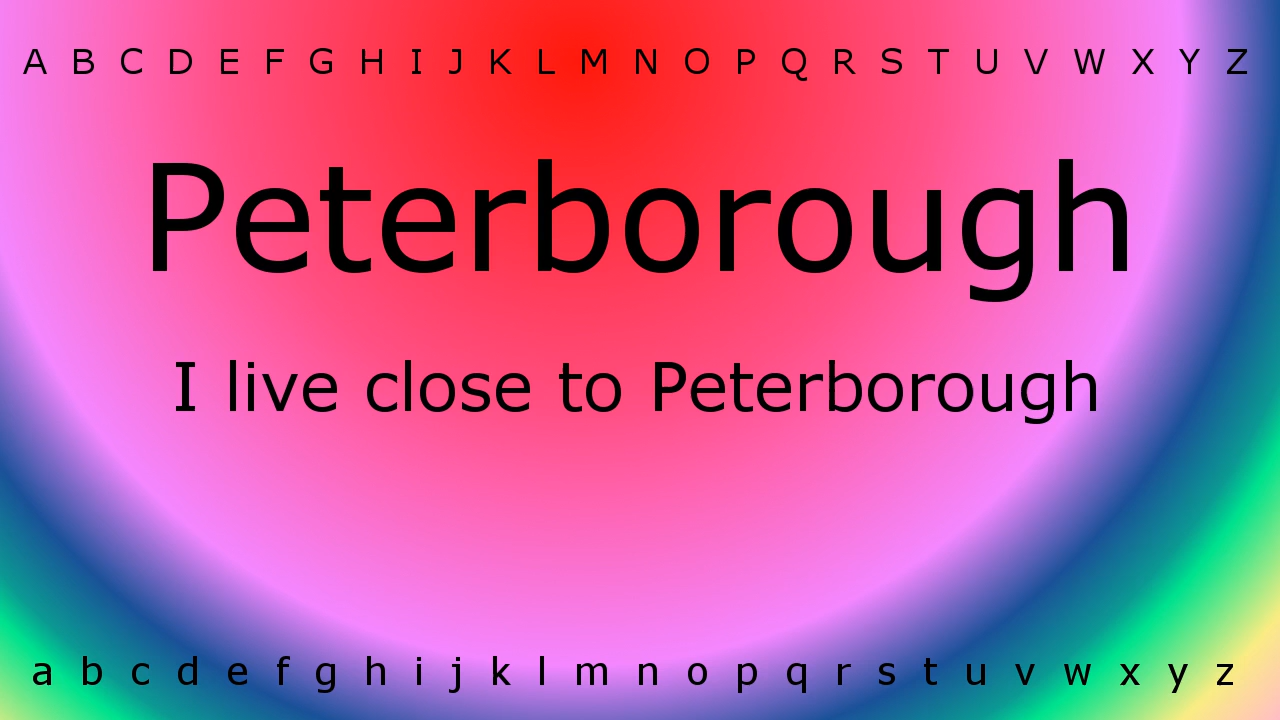 A B C D E F G H I J K L M N O P Q R S T U V W X Y Z
Peterborough
I live close to Peterborough
a b c d e f g h i j k l m n o p q r s t u v w x y z